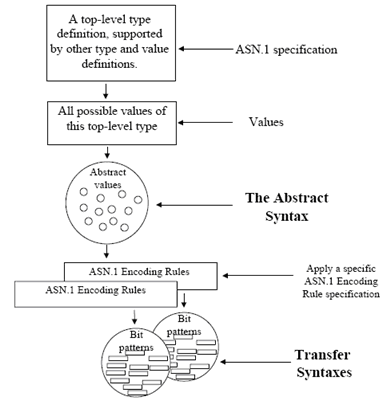 A top-level type
definition, supported
by other type and value
definitions.
ASN.1 specification
All possible values of
this top-level type
Values
Abstract
values
The Abstract
Syntax
ASN.1 Encoding Rules
ASN.1 Encoding Rules
Apply a specific
ASN.1 Encoding
Rule specification
Bit
patterns
Bit
patterns
Transfer
Syntaxes